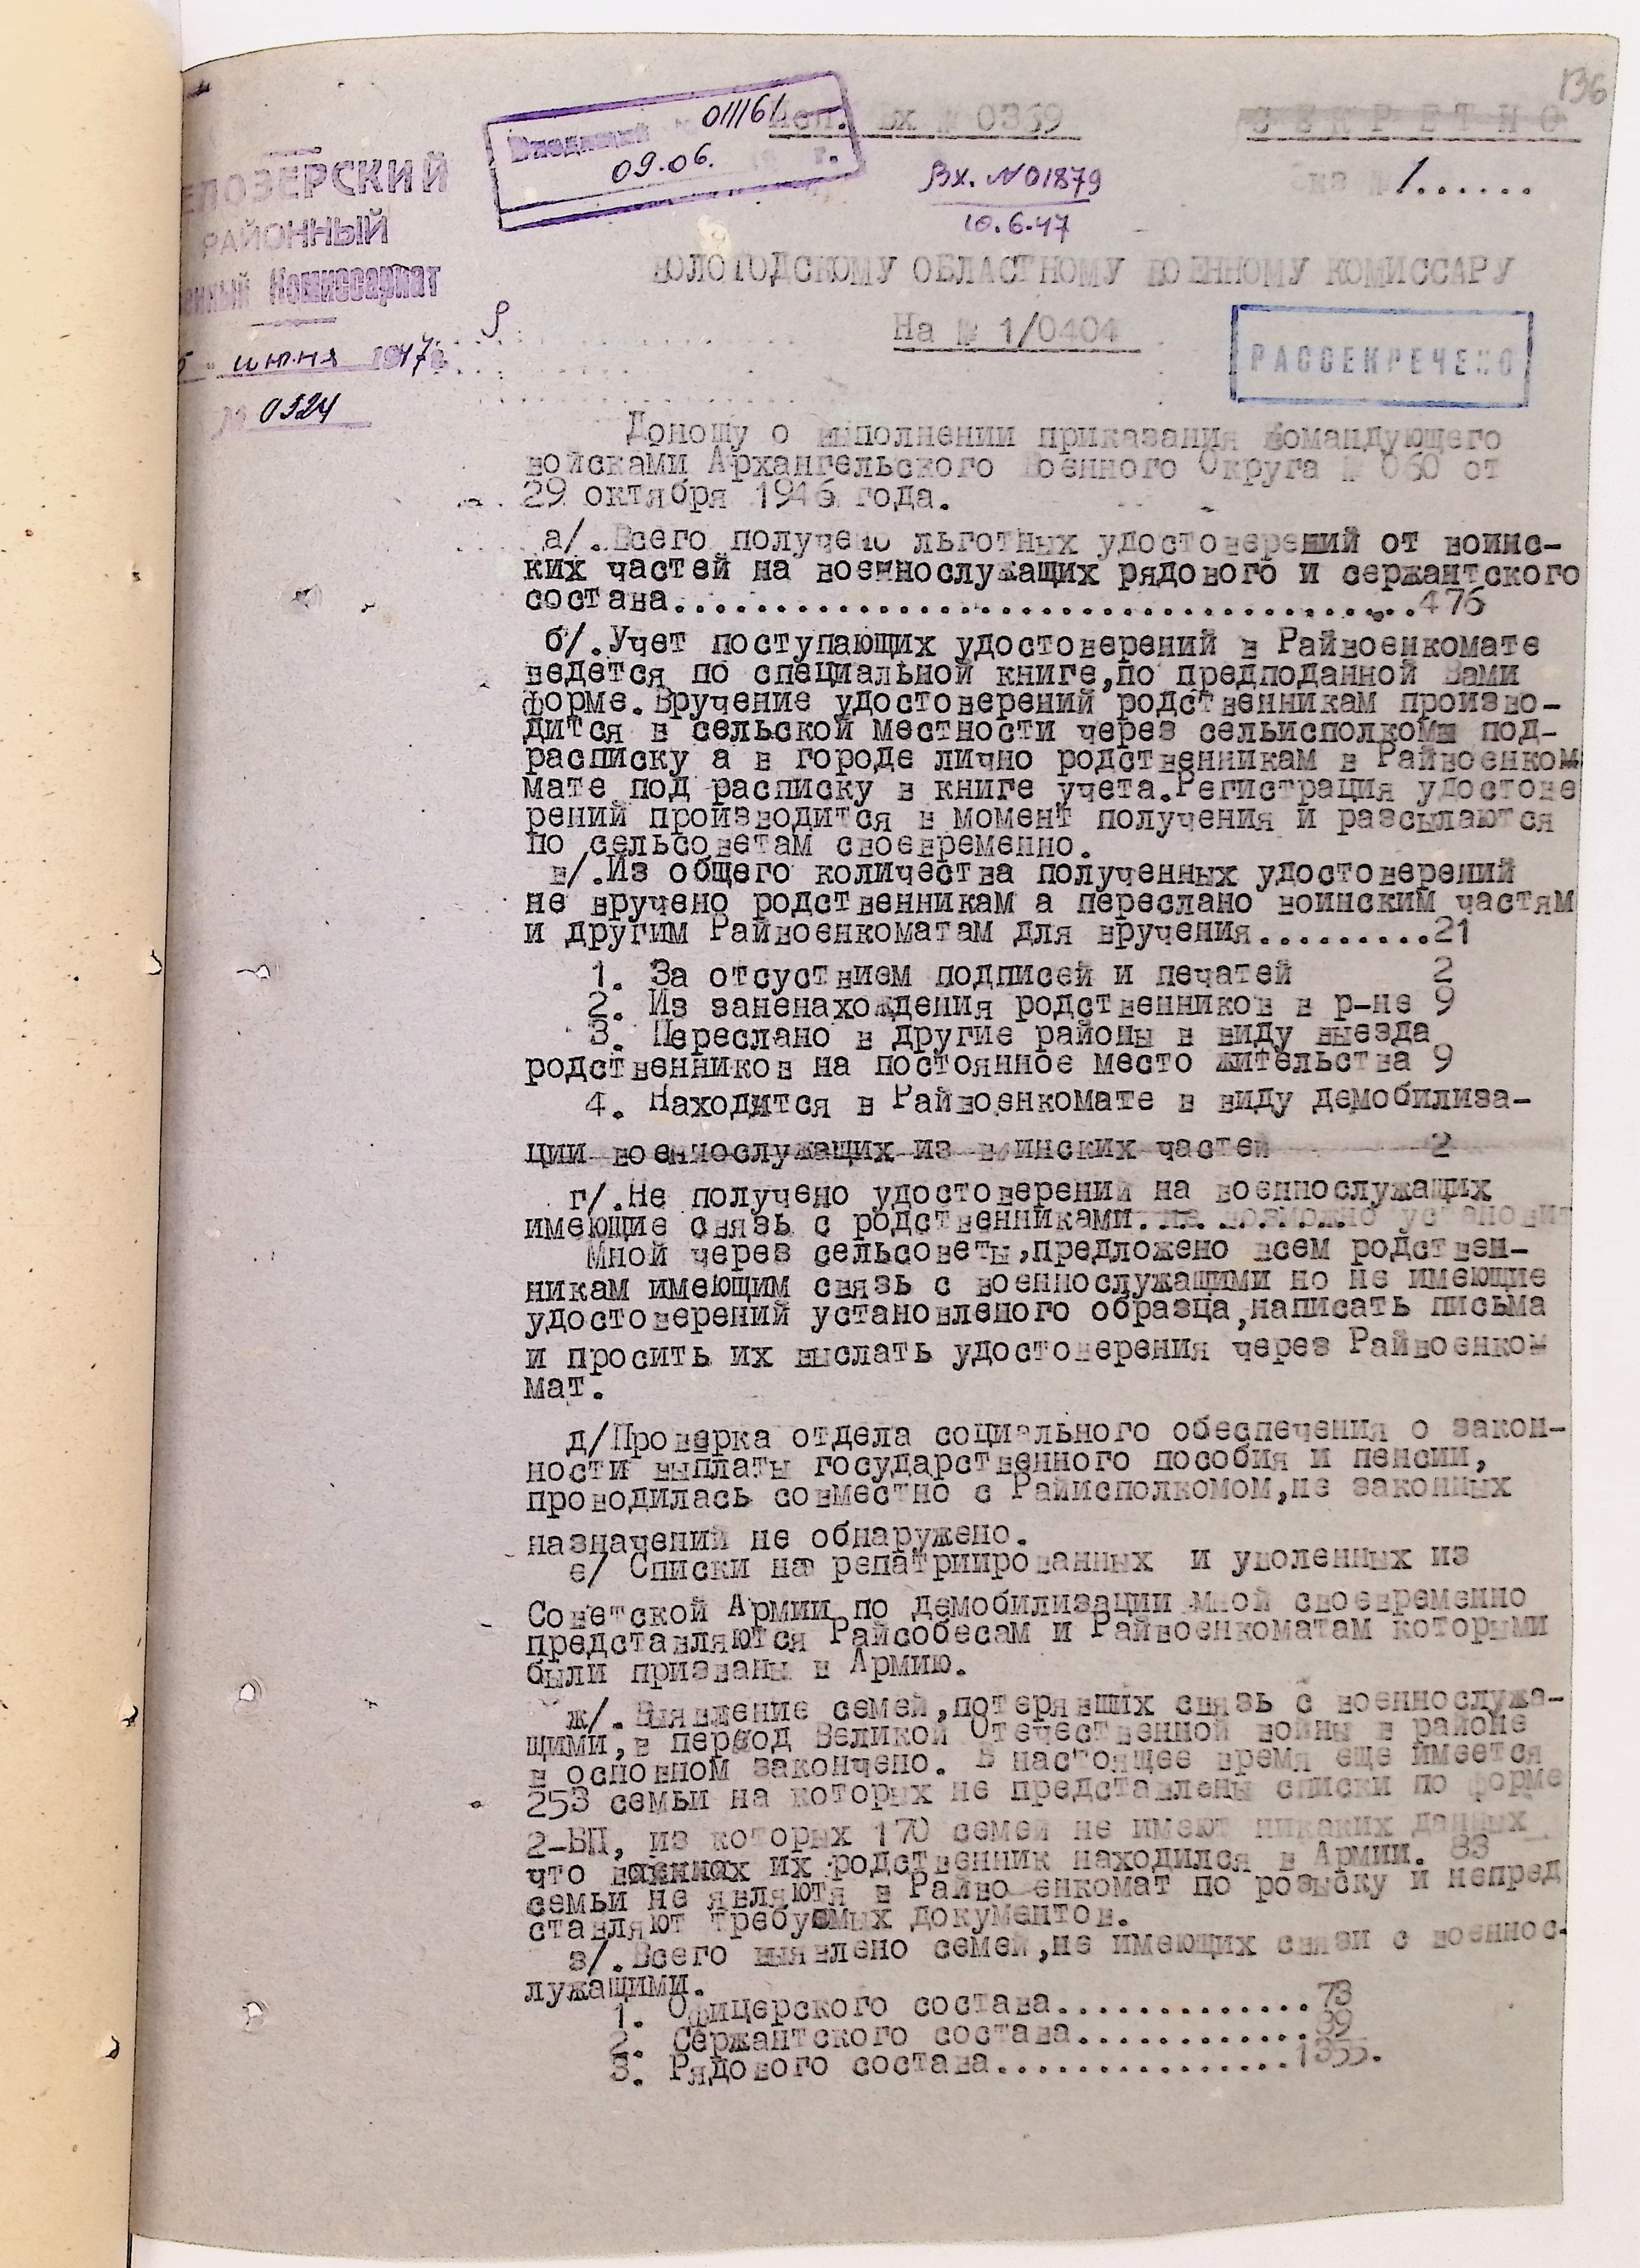 136
Входящий № 011161
09.06. г.
Вх № 0369
СЕКРЕТНО
Вх. №01879
10.6.47
Экз № 1......
ЕЛОЗЕРСКИЙ
РАЙОННЫЙ
Комиссариат
июня 1947г.
№ 0324
ВОЛОГОДСКОМУ ОБЛАСТНОМУ ВОЕННОМУ КОМИССАРУ
На № 1/0404
РАССЕКРЕЧЕНО
Доношу о выполнении приказания Командующего
войсками Архангельского Военного Округа № 060 от
29 октября 1946 года.
а/.Всего получено льготных удостоверений от воинс-
ких частей на военнослужащих рядового и сержантского
состава....................................476
б/.Учет поступающих удостоверений в Райвоенкомате
ведется по специальной книге,по предподанной Вами
форме.Вручение удостоверений родственникам произво-
дится в сельской местности через сельисполкомы под-
расписку а в городе лично родственникам в Райвоенком
мате под расписку в книге учета.Регистрация удостове
рений производится в момент получения и разсылаются
по сельсоветам своевременно.
в/.Из общего количества полученных удостоверений
не вручено родственникам а переслано воинским частям
и другим Райвоенкоматам для вручения.........21
1. За отсуствием подписей и печатей 2
2. Из заненахождения родственников в р-не 9
3. Переслано в другие районы в виду выезда
родственников на постоянное место жительства 9
4. Находится в Райвоенкомате в виду демобилиза-
ции военнослужащих из воинских частей 2
г/.Не получено удостоверений на военнослужащих
имеющие связь с родственниками....не возможно установит
Мной через сельсоветы,предложено всем родствен-
никам имеющим связь с военнослужащими но не имеющие
удостоверений установленого образца,написать письма
и просить их выслать удостоверения через Райвоенком
мат.
д/Проверка отдела социального обеспечения о закон-
ности выплаты государственного пособия и пенсии,
проводилась совместно с Райисполкомом,не законных
назначений не обнаружено.
е/ Списки на репатриированных и уволенных из
Советской Армии по демобилизации мной своевременно
представляются Райсобесам и Райвоенкоматам которыми
были призваны в Армию.
ж/.Выявление семей,потерявших связь с военнослужа-
щими,в период Великой Отечественной войны в районе
в основном закончено. В настоящее время еще имеется
253 семьи на которых не представлены списки по форме
2-БП, из которых 170 семей не имеют никаких данных
что их родственник находился в Армии. 83
семьи не являютя в Райво енкомат по розыску и непред
ставляют требуемых документов.
з/.Всего выявлено семей,не имеющих связи с военнос-
лужащими.
1. Офицерского состава.............73
2. Сержантского состава............89
3. Рядового состава...............1355.